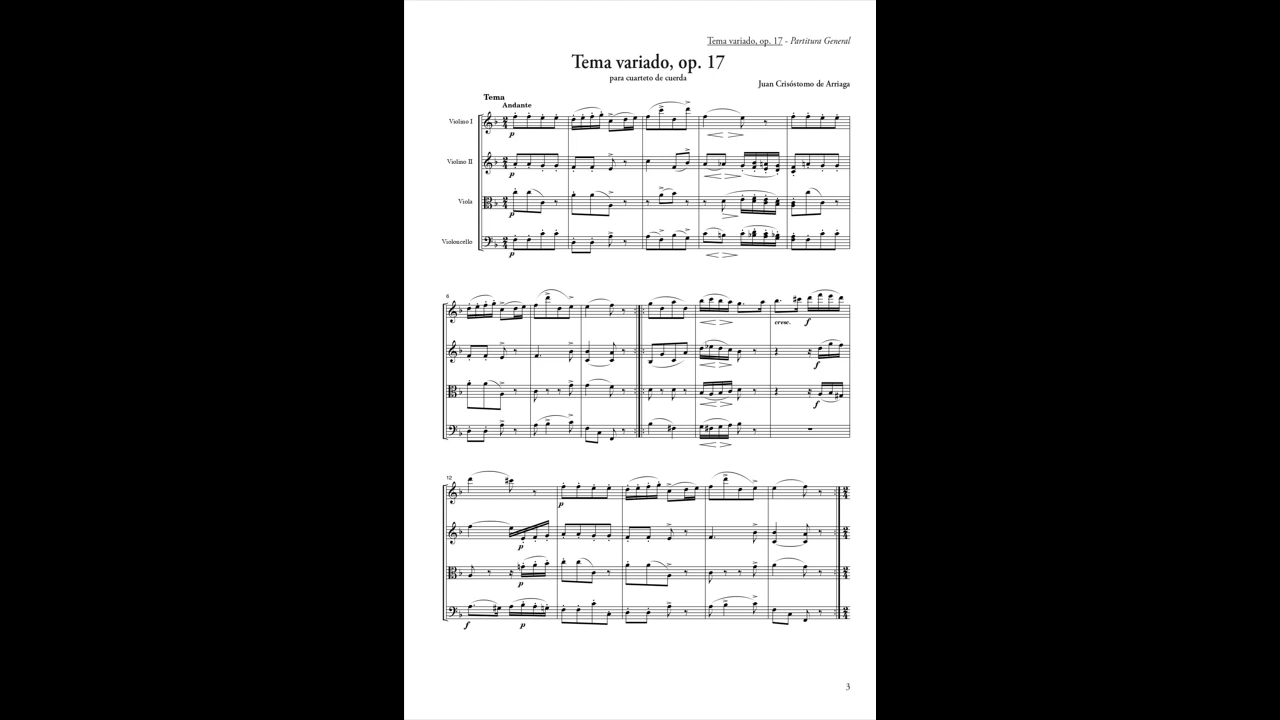 Tema variado, op. 17 - Partitura General
Tema variado, op. 17
para cuarteto de cuerda
Juan Crisóstomo de Arriaga
Tema
Andante
Violino I
p
Violino II
p
Viola
p
Violoncello
p
6
cresc.
f
f
f
12
p
p
p
f
p
3